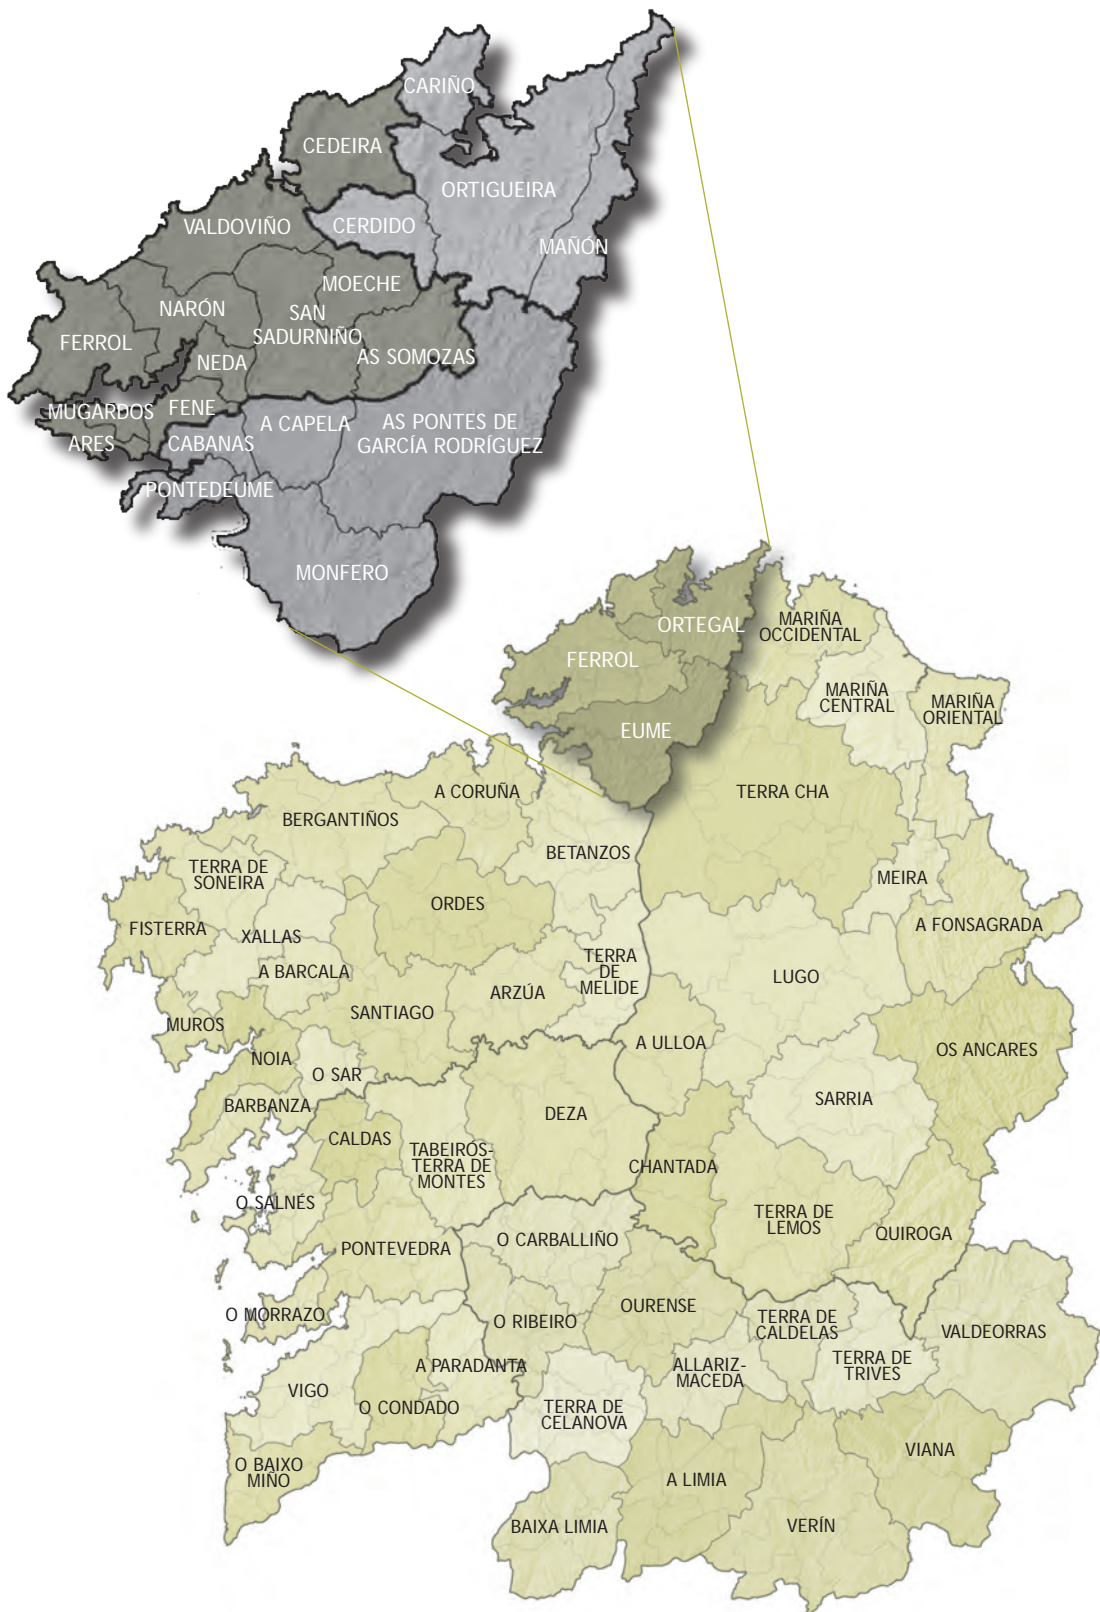 CARIÑO
CEDEIRA
ORTIGUEIRA
VALDOVIÑO
CERDIDO
MAÑÓN
MOECHE
NARÓN
SAN
SADURNIÑO
FERROL
NEDA
AS SOMOZAS
MUGARDOS
FENE
A CAPELA
AS PONTES DE
GARCÍA RODRÍGUEZ
ARES
CABANAS
PONTEDEUME
MONFERO
ORTEGAL
MARIÑA
OCCIDENTAL
FERROL
MARIÑA
CENTRAL
MARIÑA
ORIENTAL
EUME
A CORUÑA
TERRA CHA
BERGANTIÑOS
BETANZOS
TERRA DE
SONEIRA
MEIRA
ORDES
FISTERRA
A FONSAGRADA
XALLAS
TERRA
DE
MELIDE
A BARCALA
LUGO
ARZÚA
SANTIAGO
MUROS
A ULLOA
OS ANCARES
NOIA
O SAR
SARRIA
BARBANZA
DEZA
CALDAS
TABEIRÓS-
TERRA DE
MONTES
CHANTADA
O SALNÉS
TERRA DE
LEMOS
QUIROGA
O CARBALLIÑO
PONTEVEDRA
O MORRAZO
OURENSE
O RIBEIRO
TERRA DE
CALDELAS
VALDEORRAS
TERRA DE
TRIVES
A PARADANTA
ALLARIZ-
MACEDA
VIGO
O CONDADO
TERRA DE
CELANOVA
VIANA
O BAIXO
MIÑO
A LIMIA
BAIXA LIMIA
VERÍN